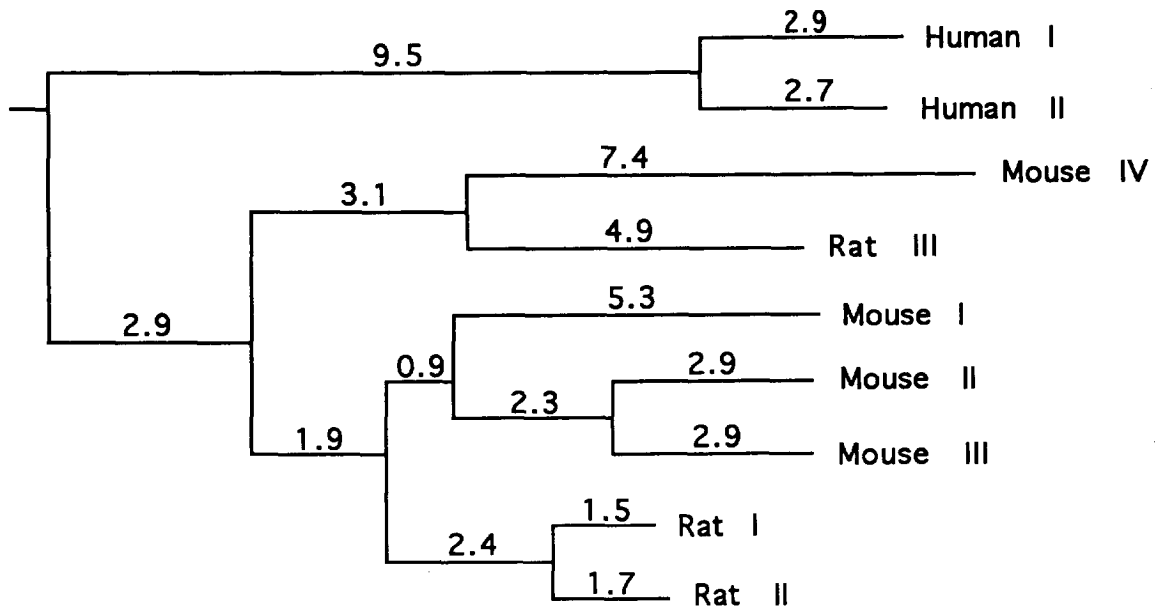 2.9 Human I
9.5
2.7 Human II
7.4 Mouse IV
3.1
4.9 Rat III
5.3 Mouse I
2.9
0.9 2.9 Mouse II
2.3
2.9 Mouse III
1.9
1.5 Rat I
2.4
1.7 Rat II